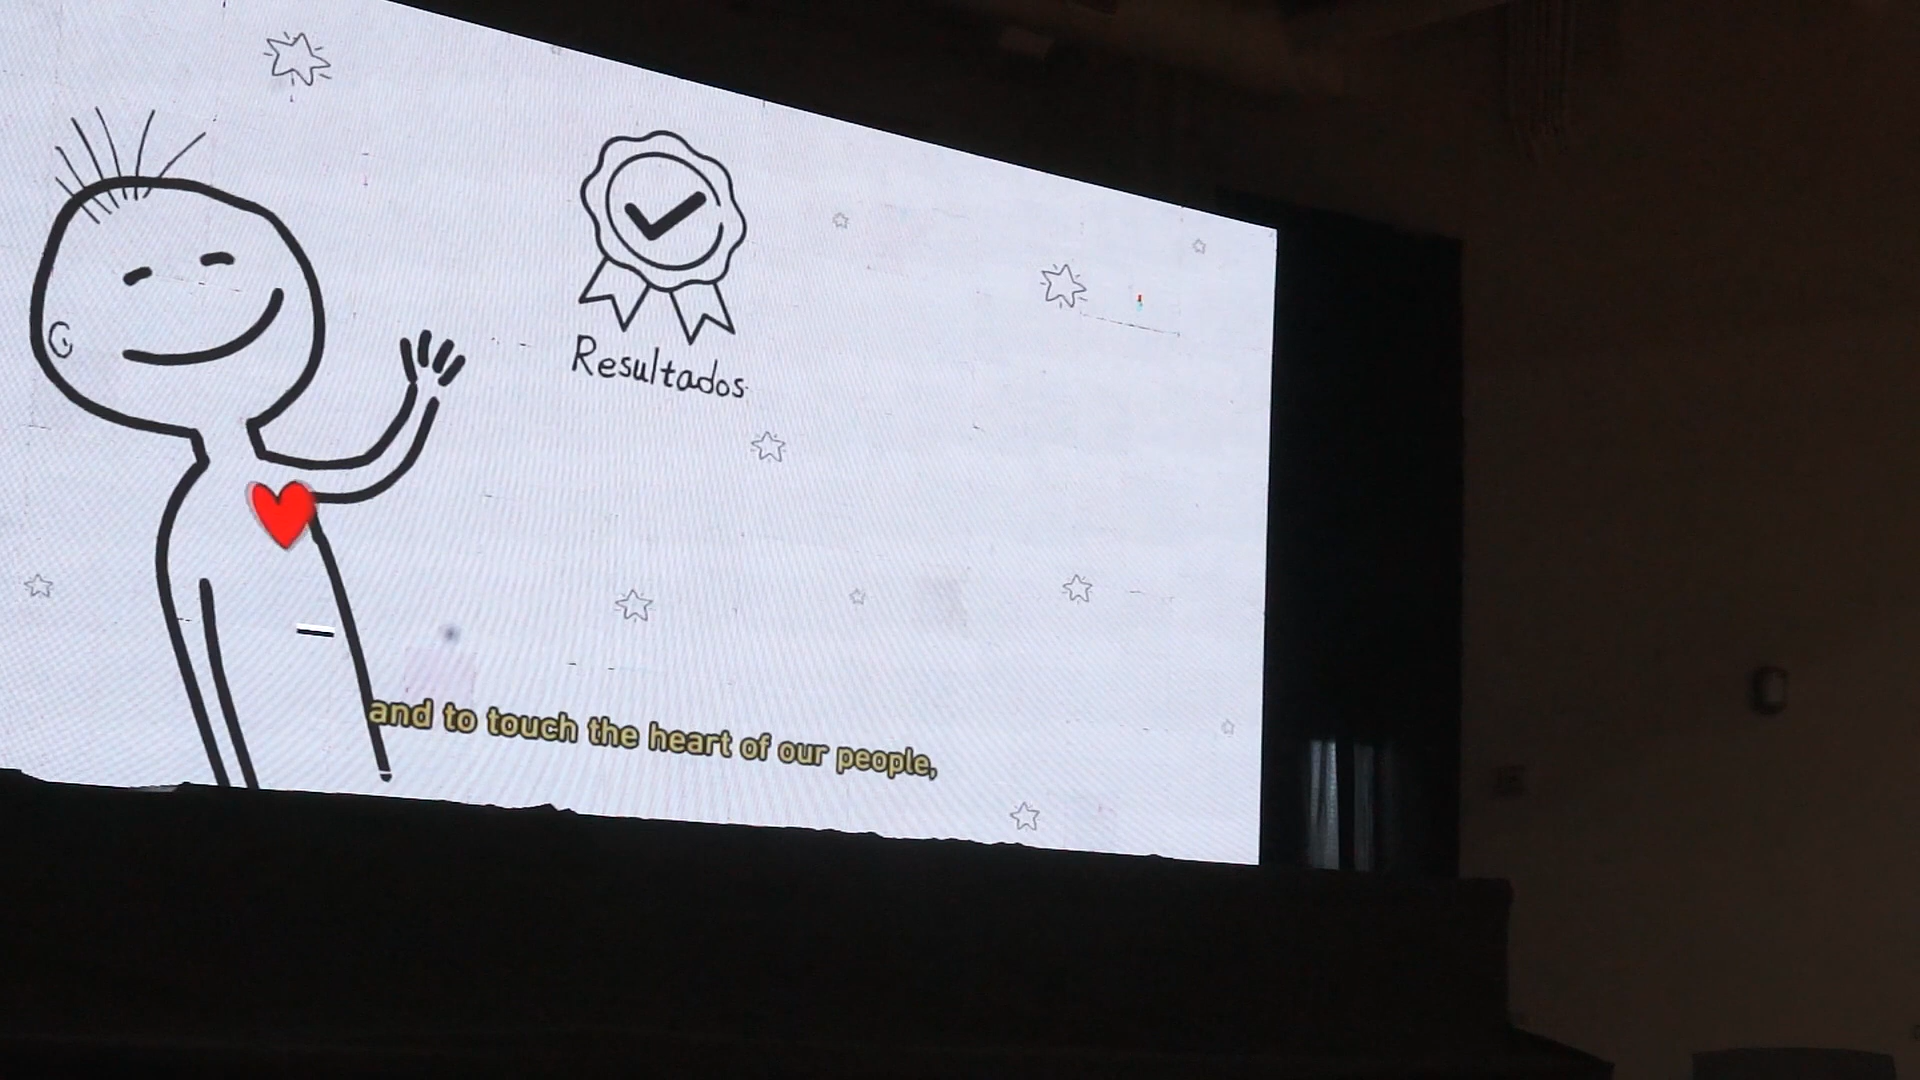 Resultados
and to touch the heart of our people,